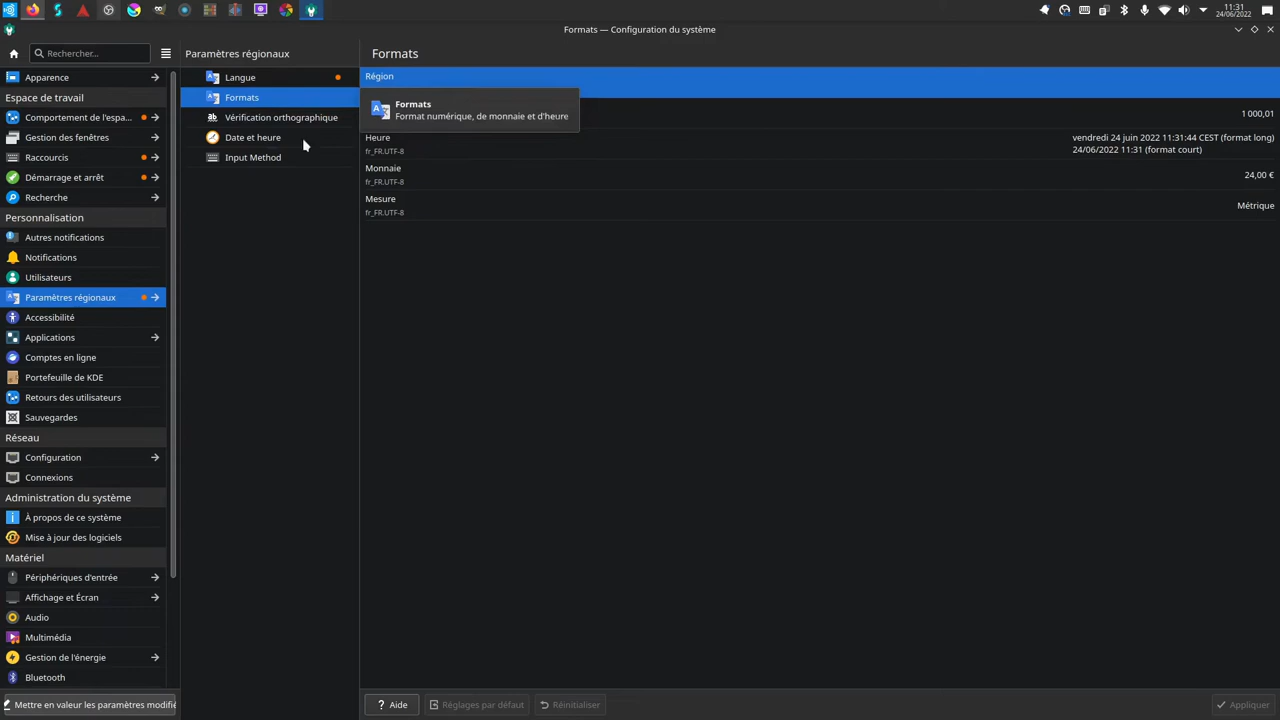 11:31
24/06/2022
Formats — Configuration du système
Rechercher...
Paramètres régionaux
Formats
Apparence
Espace de travail
Comportement de l'espa...
Gestion des fenêtres
Raccourcis
Démarrage et arrêt
Recherche
Personnalisation
Autres notifications
Notifications
Utilisateurs
Paramètres régionaux
Accessibilité
Applications
Comptes en ligne
Portefeuille de KDE
Retours des utilisateurs
Sauvegardes
Réseau
Configuration
Connexions
Administration du système
À propos de ce système
Mise à jour des logiciels
Matériel
Périphériques d'entrée
Affichage et Écran
Audio
Multimédia
Gestion de l'énergie
Bluetooth
Mettre en valeur les paramètres modifié
Langue
Formats
Vérification orthographique
Date et heure
Input Method
Région
Formats
Format numérique, de monnaie et d'heure
1 000,01
Heure
fr_FR.UTF-8
vendredi 24 juin 2022 11:31:44 CEST (format long)
24/06/2022 11:31 (format court)
Monnaie
fr_FR.UTF-8
24,00 €
Mesure
fr_FR.UTF-8
Métrique
Aide
Réglages par défaut
Réinitialiser
Appliquer